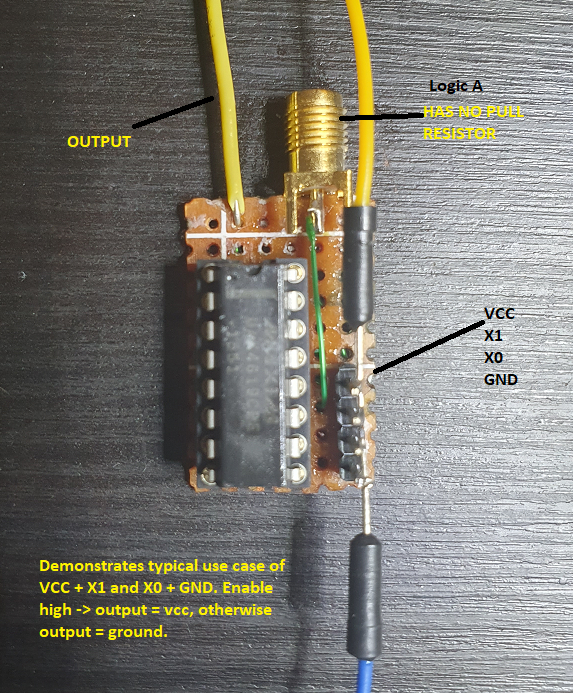 Logic A
HAS NO PULL
RESISTOR
OUTPUT
VCC
X1
X0
GND
Demonstrates typical use case of
VCC + X1 and X0 + GND. Enable
high -> output = vcc, otherwise
output = ground.